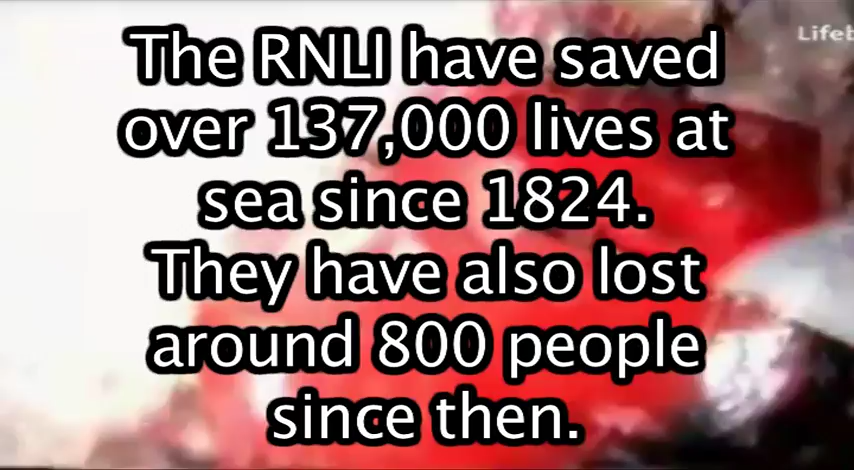 Lifeb
The RNLI have saved
over 137,000 lives at
sea since 1824.
They have also lost
around 800 people
since then.